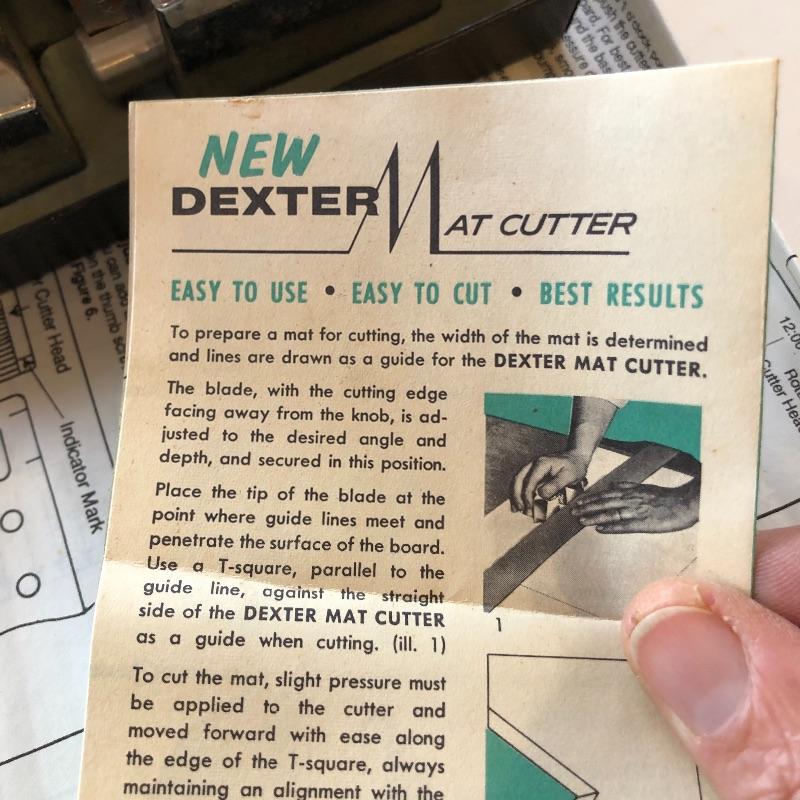 NEW
DEXTER MAT CUTTER
EASY TO USE • EASY TO CUT • BEST RESULTS
To prepare a mat for cutting, the width of the mat is determined
and lines are drawn as a guide for the DEXTER MAT CUTTER.
The blade, with the cutting edge
facing away from the knob, is ad-
justed to the desired angle and
depth, and secured in this position.
Place the tip of the blade at the
point where guide lines meet and
penetrate the surface of the board.
Use a T-square, parallel to the
guide line, against the straight
side of the DEXTER MAT CUTTER
as a guide when cutting. (ill. 1)
1
To cut the mat, slight pressure must
be applied to the cutter and
moved forward with ease along
the edge of the T-square, always
maintaining an alignment with the
Figure 6.
Cutter Head
Indicator Mark
12:00
Cutter Head